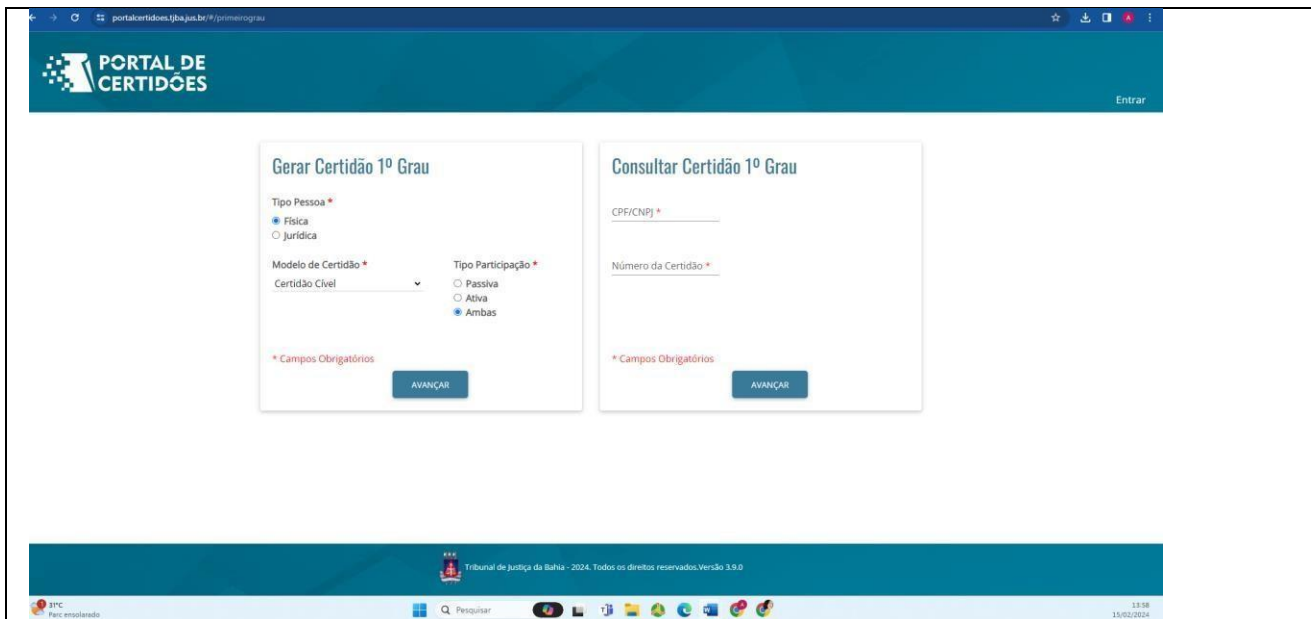 portalcertidoes.tjba.jus.br/#/primeirograu
PORTAL DE
CERTIDÕES
Entrar
Gerar Certidão 1º Grau
Tipo Pessoa *
Física
Jurídica
Modelo de Certidão *
Tipo Participação *
Certidão Cível
Passiva
Ativa
Ambas
* Campos Obrigatórios
AVANÇAR
Consultar Certidão 1º Grau
CPF/CNPJ *
Número da Certidão *
* Campos Obrigatórios
AVANÇAR
Tribunal de Justiça da Bahia - 2024. Todos os direitos reservados.Versão 3.9.0
31°C
Parc ensolarado
Pesquisar
13:58
15/02/2024